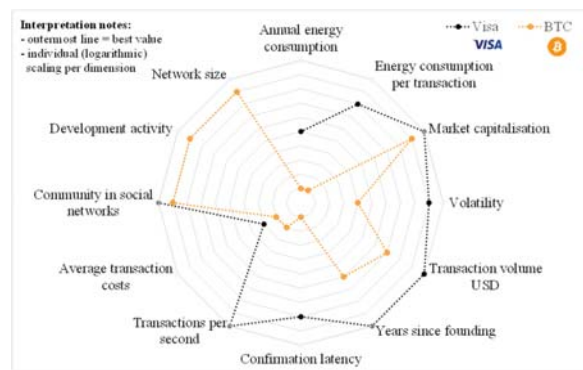 Interpretation notes:
- outermost line = best value
- individual (logarithmic)
scaling per dimension
Annual energy
consumption
Visa
BTC
VISA
Energy consumption
per transaction
Network size
Market capitalisation
Development activity
Volatility
Community in social
networks
Transaction volume
USD
Average transaction
costs
Years since founding
Transactions per
second
Confirmation latency